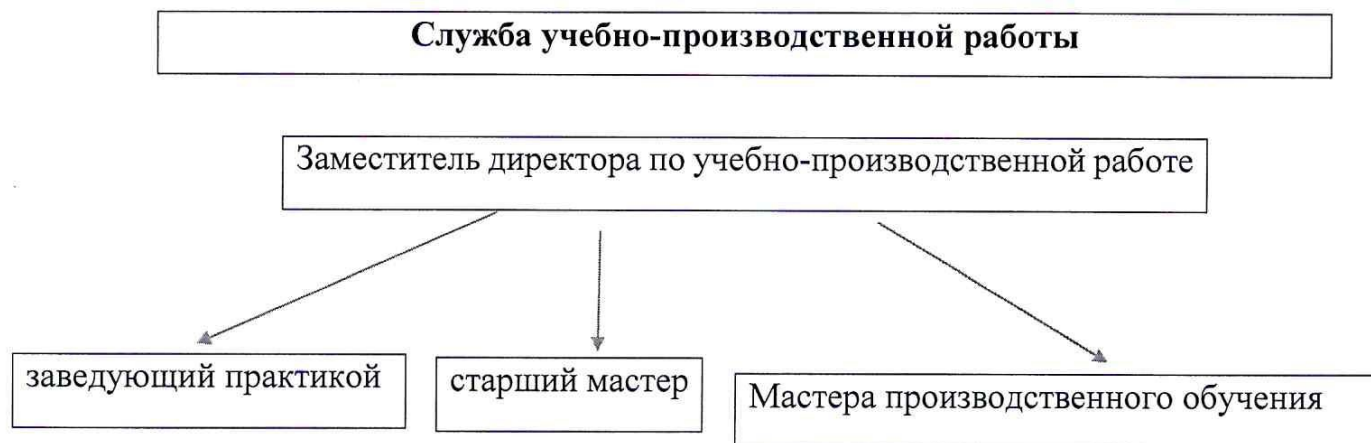 Служба учебно-производственной работы
Заместитель директора по учебно-производственной работе
заведующий практикой
старший мастер
Мастера производственного обучения